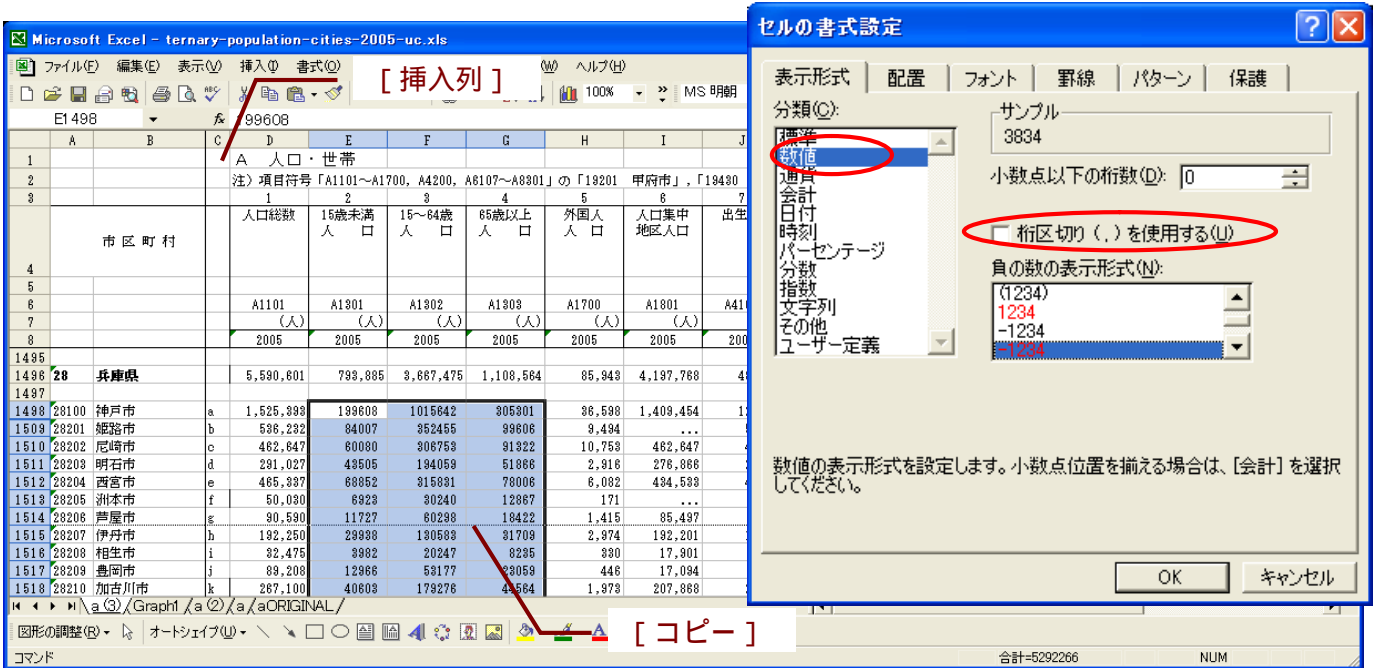 Microsoft Excel - ternary-population-cities-2005-uc.xls
ファイル(F) 編集(E) 表示(V) 挿入(I) 書式(O) (W) ヘルプ(H)
[ 挿入列 ]
100% MS 明朝
E1498 fx 199608
A B C D E F G H I J
1 A 人口・世帯
2 注) 項目符号「A1101~A1700, A4200, A6107~A8301」の「19201 甲府市」,「19430
3 1 2 3 4 5 6 7
人口総数 15歳未満 15~64歳 65歳以上 外国人 人口集中 出生
人 口 人 口 人 口 人 口 地区人口
市 区 町 村
4
5
6 A1101 A1301 A1302 A1303 A1700 A1801 A410
7 (人) (人) (人) (人) (人) (人)
8 2005 2005 2005 2005 2005 2005 200
1495
1496 28 兵庫県 5,590,601 793,885 3,667,475 1,108,564 85,943 4,197,768 48
1497
1498 28100 神戸市 a 1,525,393 199608 1015642 305301 36,598 1,409,454 12
1509 28201 姫路市 b 536,232 84007 352455 99606 9,494 ...
1510 28202 尼崎市 c 462,647 60080 306753 91322 10,753 462,647
1511 28203 明石市 d 291,027 43505 194059 51866 2,916 276,866
1512 28204 西宮市 e 465,337 68852 315831 78006 6,082 434,533
1513 28205 洲本市 f 50,030 6923 30240 12867 171 ...
1514 28206 芦屋市 g 90,590 11727 60298 18422 1,415 85,497
1515 28207 伊丹市 h 192,250 29938 130583 31709 2,974 192,201
1516 28208 相生市 i 32,475 3982 20247 8235 330 17,901
1517 28209 豊岡市 j 89,208 12966 53177 23059 446 17,094
1518 28210 加古川市 k 267,100 40603 179276 44564 1,973 207,868
a (3) Graph1 a (2) a aORIGINAL
図形の調整(R) オートシェイプ(U)
[ コピー ]
コマンド 合計=5292266 NUM
セルの書式設定
表示形式 配置 フォント 罫線 パターン 保護
分類(C):
標準
数値
通貨
会計
日付
時刻
パーセンテージ
分数
指数
文字列
その他
ユーザー定義
サンプル
3834
小数点以下の桁数(D): 0
桁区切り(,)を使用する(U)
負の数の表示形式(N):
(1234)
1234
-1234
-1234
数値の表示形式を設定します。小数点位置を揃える場合は、[会計] を選択
してください。
OK キャンセル